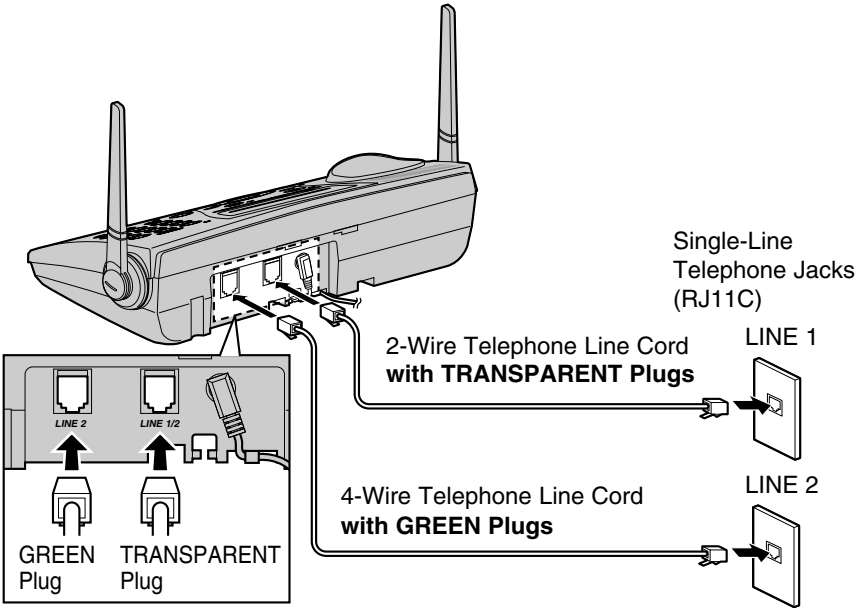 Single-Line
Telephone Jacks
(RJ11C)
LINE 1
2-Wire Telephone Line Cord
with TRANSPARENT Plugs
LINE 2
LINE 1/2
LINE 2
4-Wire Telephone Line Cord
with GREEN Plugs
GREEN
Plug
TRANSPARENT
Plug